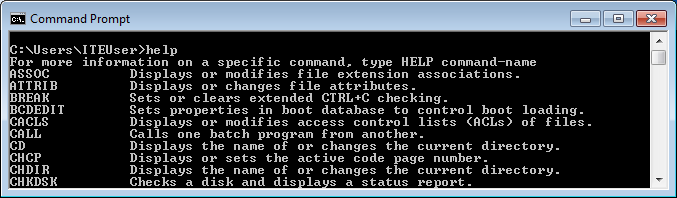 Command Prompt
C:\Users\ITEUser>help
For more information on a specific command, type HELP command-name
ASSOC          Displays or modifies file extension associations.
ATTRIB         Displays or changes file attributes.
BREAK          Sets or clears extended CTRL+C checking.
BCDEDIT        Sets properties in boot database to control boot loading.
CACLS          Displays or modifies access control lists (ACLs) of files.
CALL           Calls one batch program from another.
CD             Displays the name of or changes the current directory.
CHCP           Displays or sets the active code page number.
CHDIR          Displays the name of or changes the current directory.
CHKDSK         Checks a disk and displays a status report.